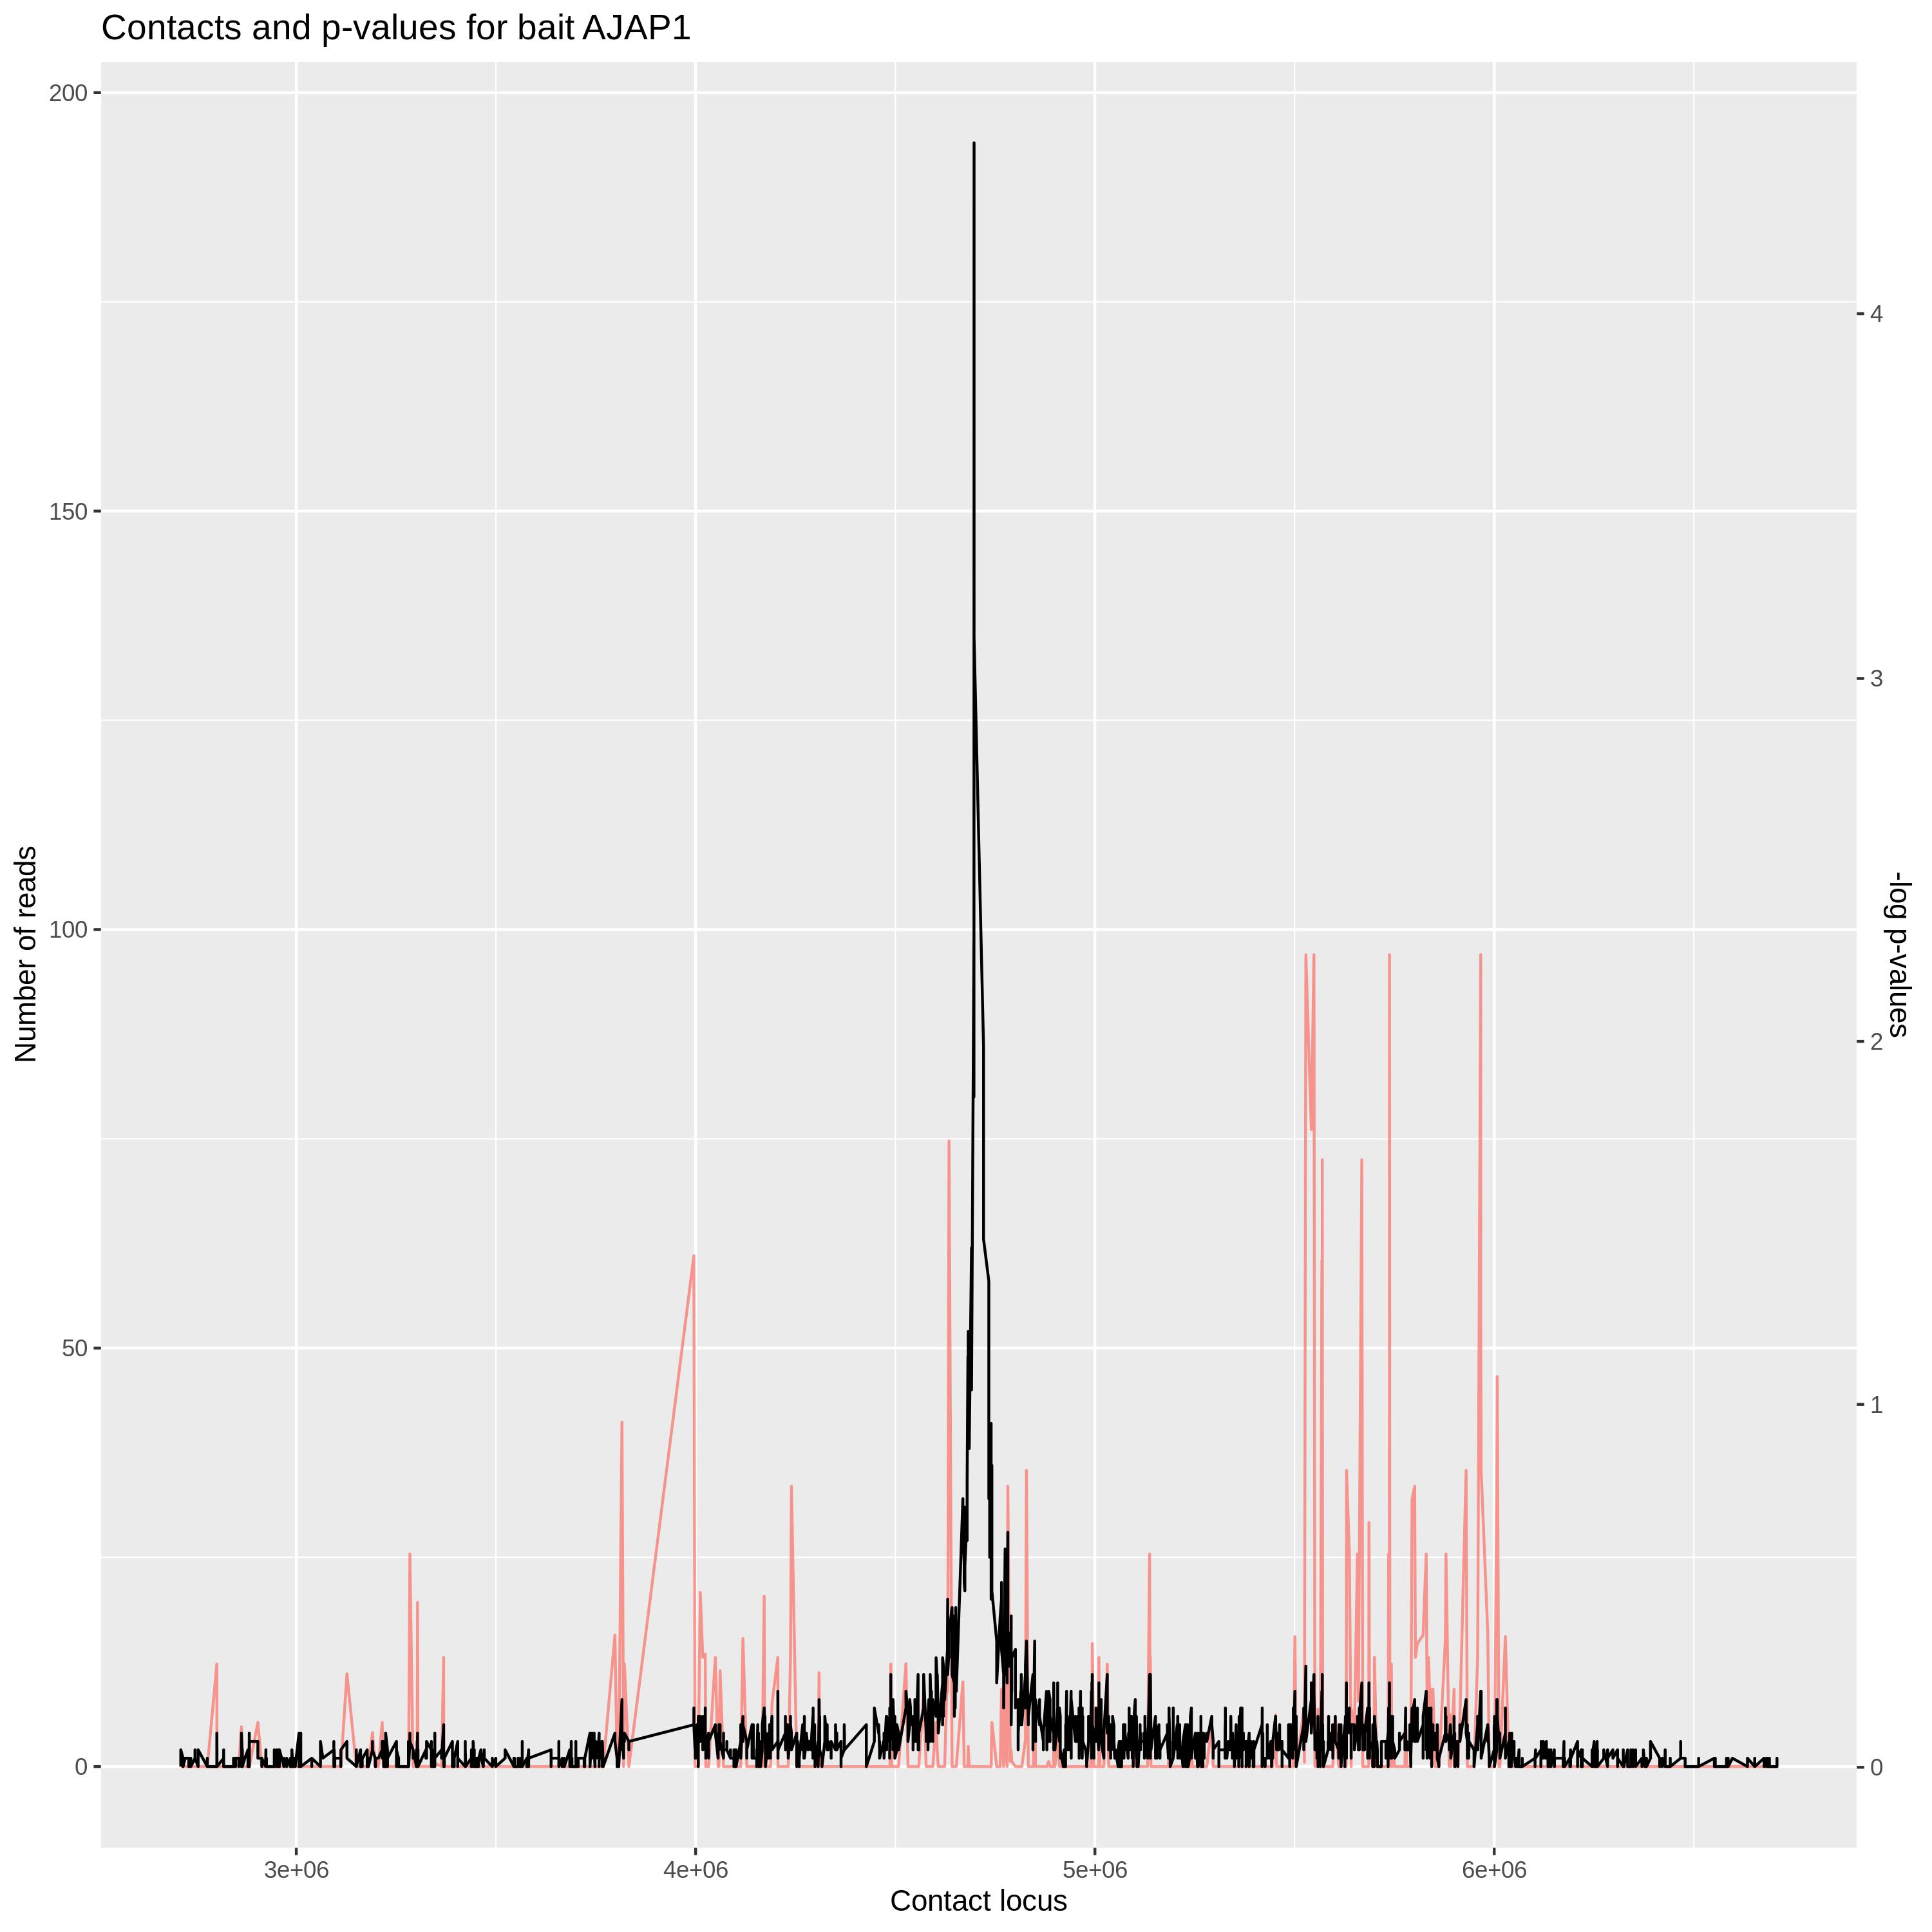 Contacts and p-values for bait AJAP1
200
150
100
50
0
Number of reads
4
3
2
1
0
-log p-values
3e+06
4e+06
5e+06
6e+06
Contact locus